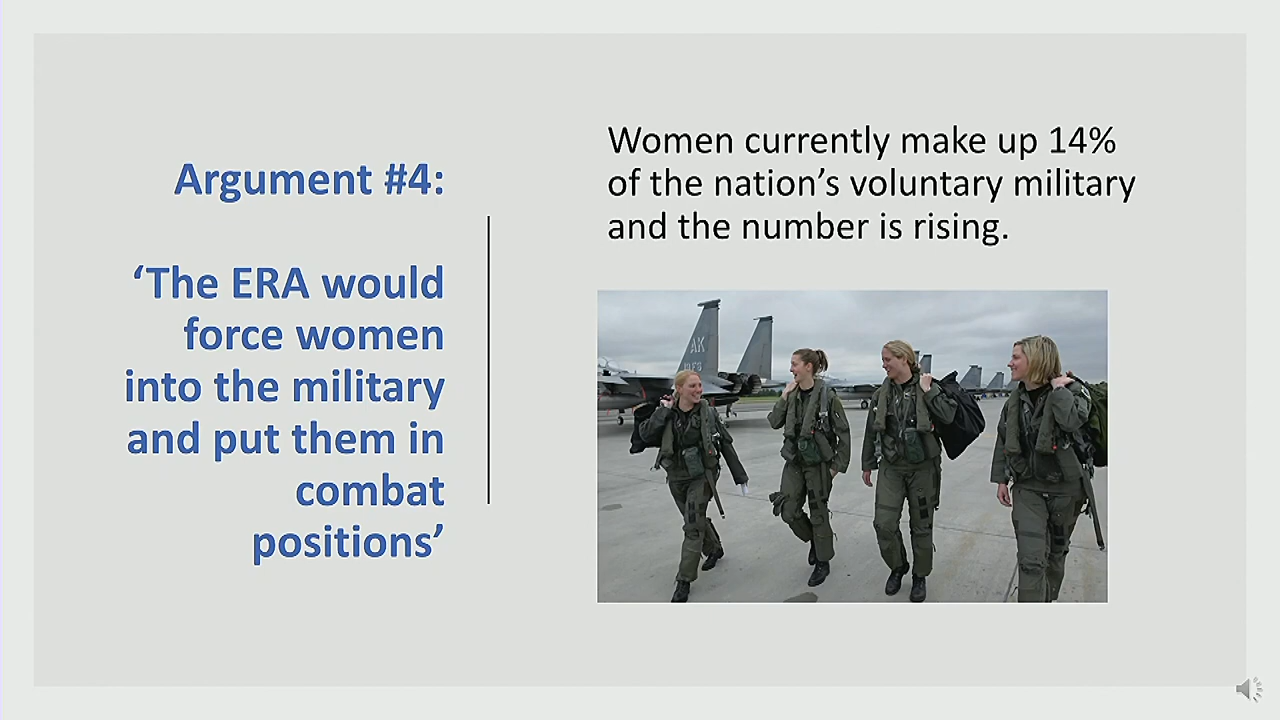 Argument #4:
‘The ERA would
force women
into the military
and put them in
combat
positions’
Women currently make up 14%
of the nation’s voluntary military
and the number is rising.
AK